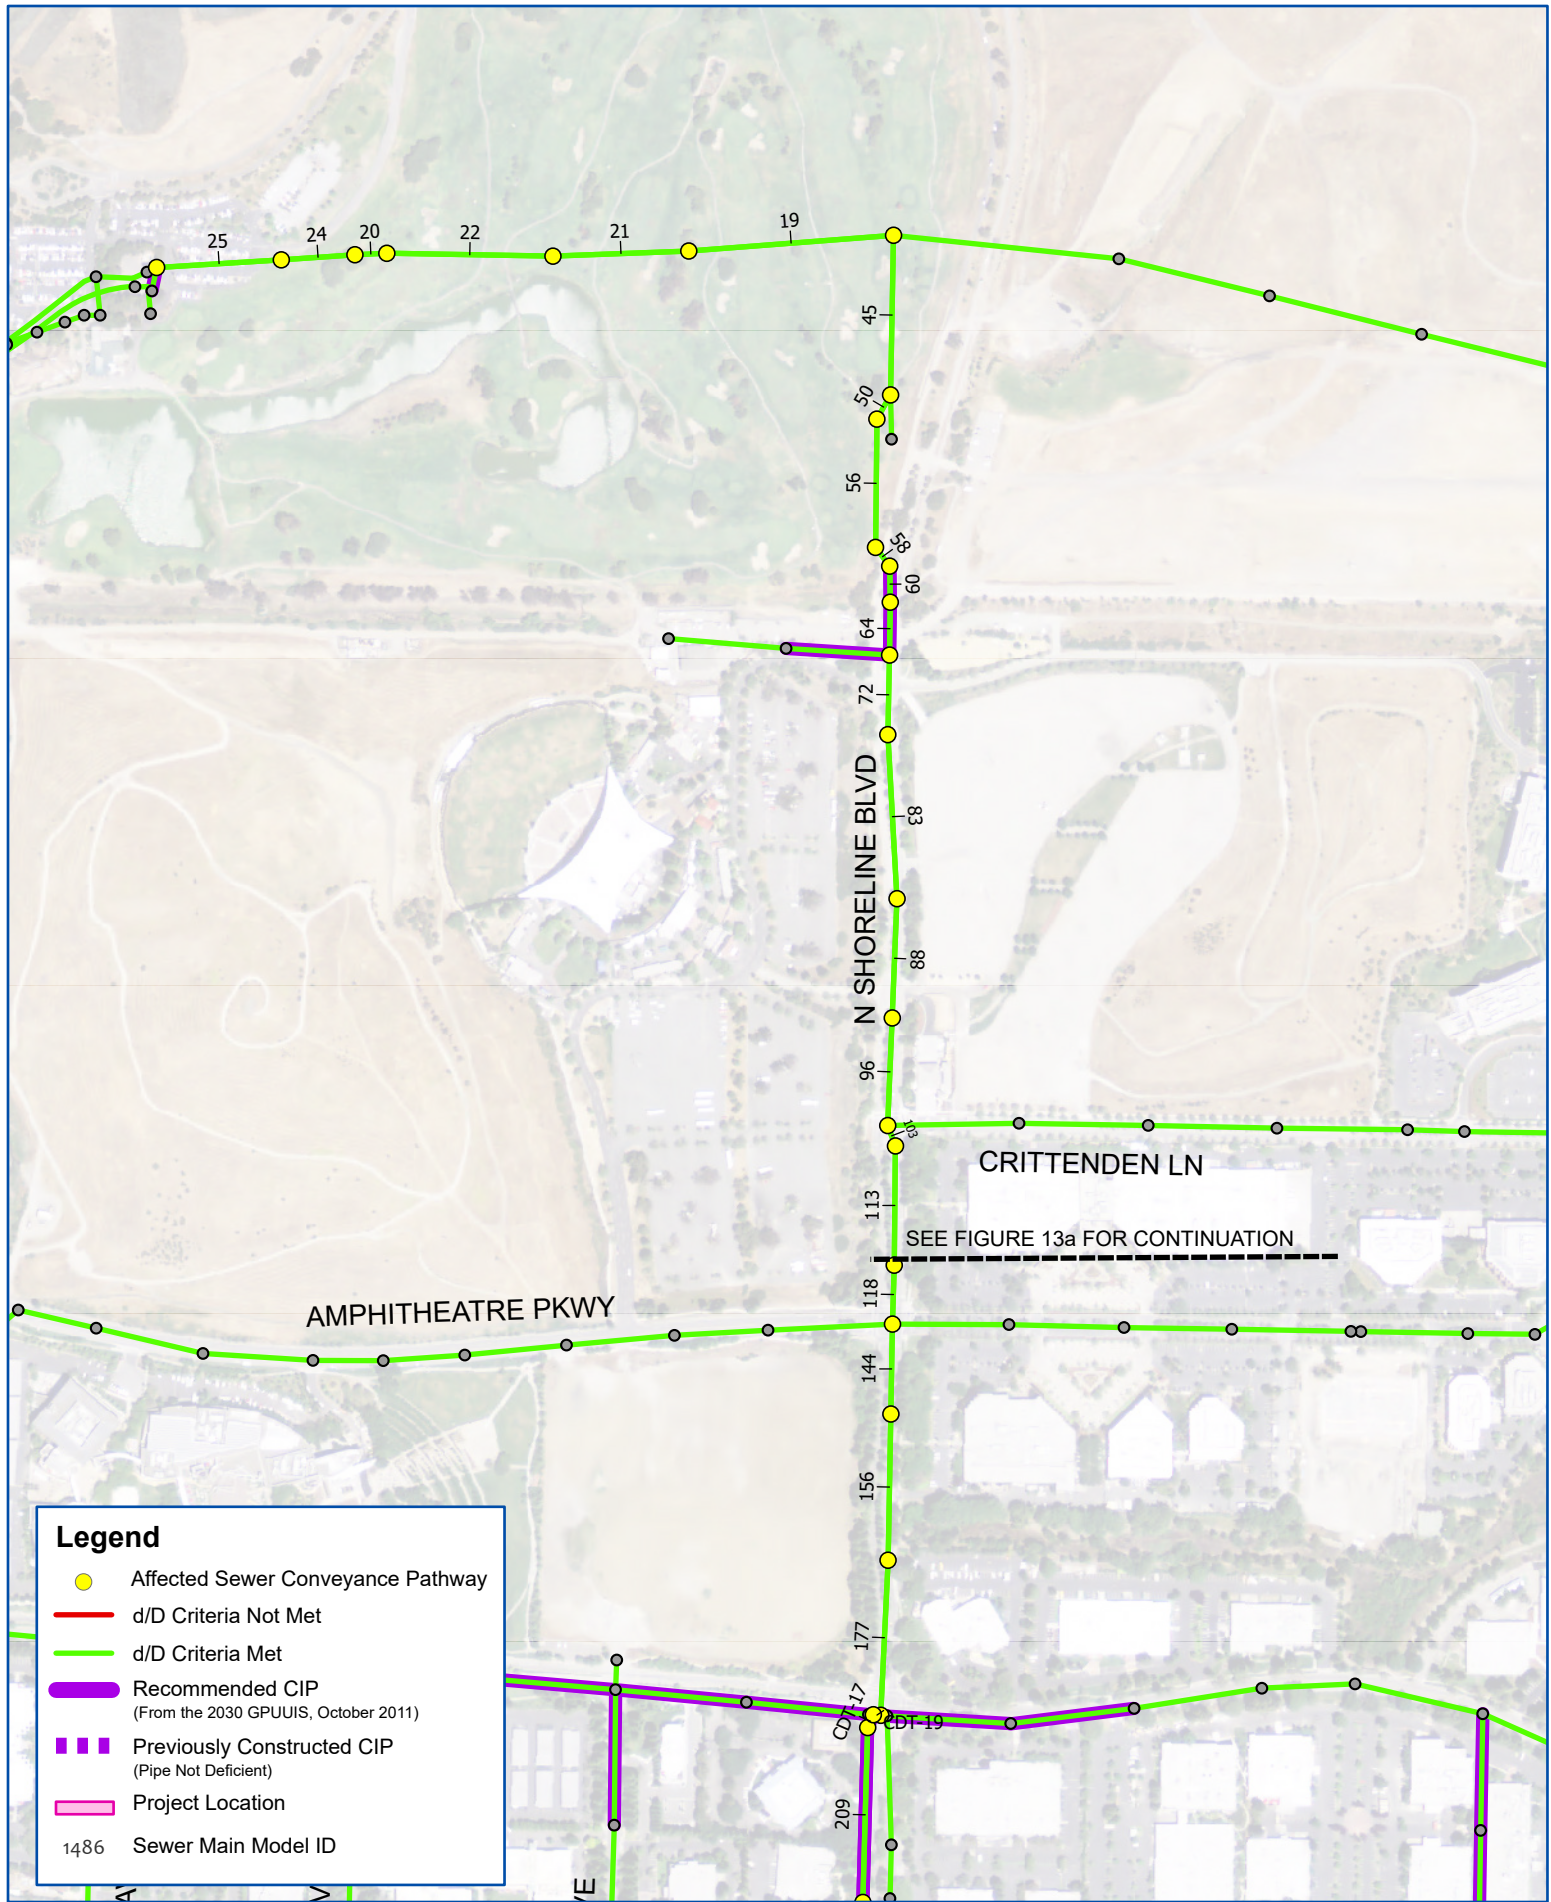 25
24
20
22
21
19
45
50
56
58
60
64
72
N SHORELINE BLVD
83
88
96
103
CRITTENDEN LN
113
SEE FIGURE 13a FOR CONTINUATION
118
AMPHITHEATRE PKWY
144
156
177
CDT-17
CDT-19
209
Legend
Affected Sewer Conveyance Pathway
d/D Criteria Not Met
d/D Criteria Met
Recommended CIP
(From the 2030 GPUUIS, October 2011)
Previously Constructed CIP
(Pipe Not Deficient)
Project Location
1486 Sewer Main Model ID